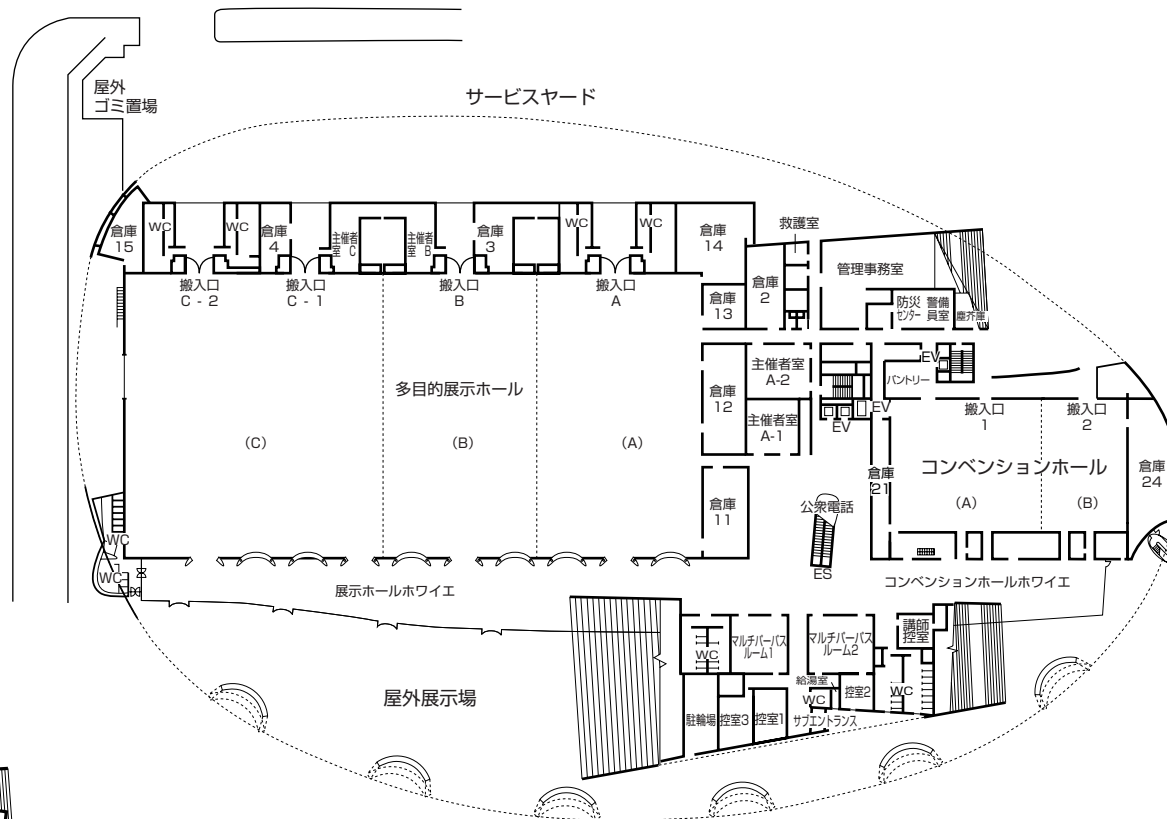 屋外
ゴミ置場
サービスヤード
倉庫
15
WC
WC
倉庫
4
主催者
室 C
主催者
室 B
倉庫
3
WC
WC
倉庫
14
救護室
倉庫
2
管理事務室
倉庫
13
防災
センター
警備
員室
塵芥庫
搬入口
C - 2
搬入口
C - 1
搬入口
B
搬入口
A
主催者室
A-2
EV
パントリー
多目的展示ホール
倉庫
12
主催者室
A-1
EV
EV
搬入口
1
搬入口
2
(C)
(B)
(A)
倉庫
21
コンベンションホール
倉庫
24
(A)
(B)
倉庫
11
公衆電話
ES
WC
WC
展示ホールホワイエ
コンベンションホールホワイエ
マルチパーパス
ルーム1
マルチパーパス
ルーム2
講師
控室
WC
給湯室
WC
控室2
WC
屋外展示場
駐輪場
控室3
控室1
サブエントランス